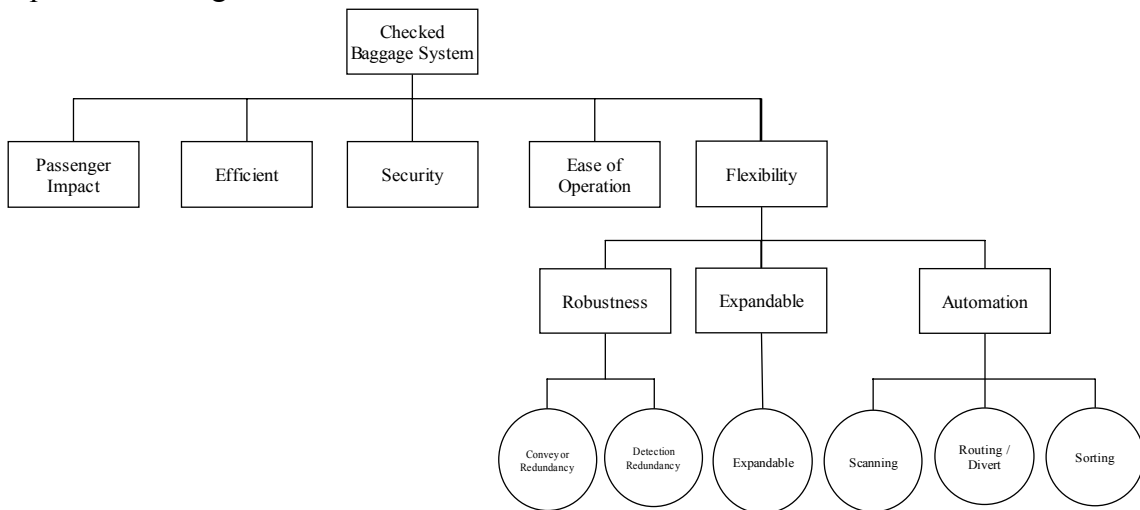 Checked
Baggage System
Passenger
Impact
Efficient
Security
Ease of
Operation
Flexibility
Robustness
Expandable
Automation
Conveyor
Redundancy
Detection
Redundancy
Expandable
Scanning
Routing /
Divert
Sorting